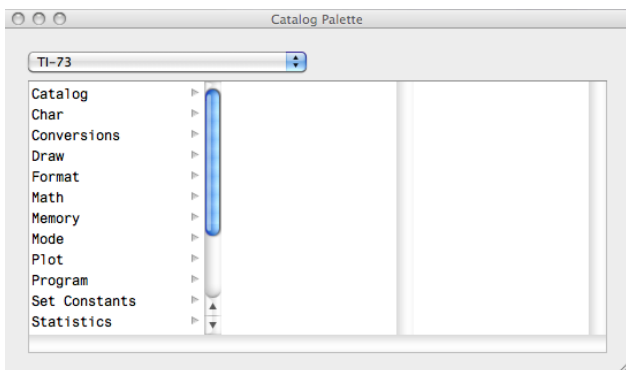 Catalog Palette
TI-73
Catalog
Char
Conversions
Draw
Format
Math
Memory
Mode
Plot
Program
Set Constants
Statistics